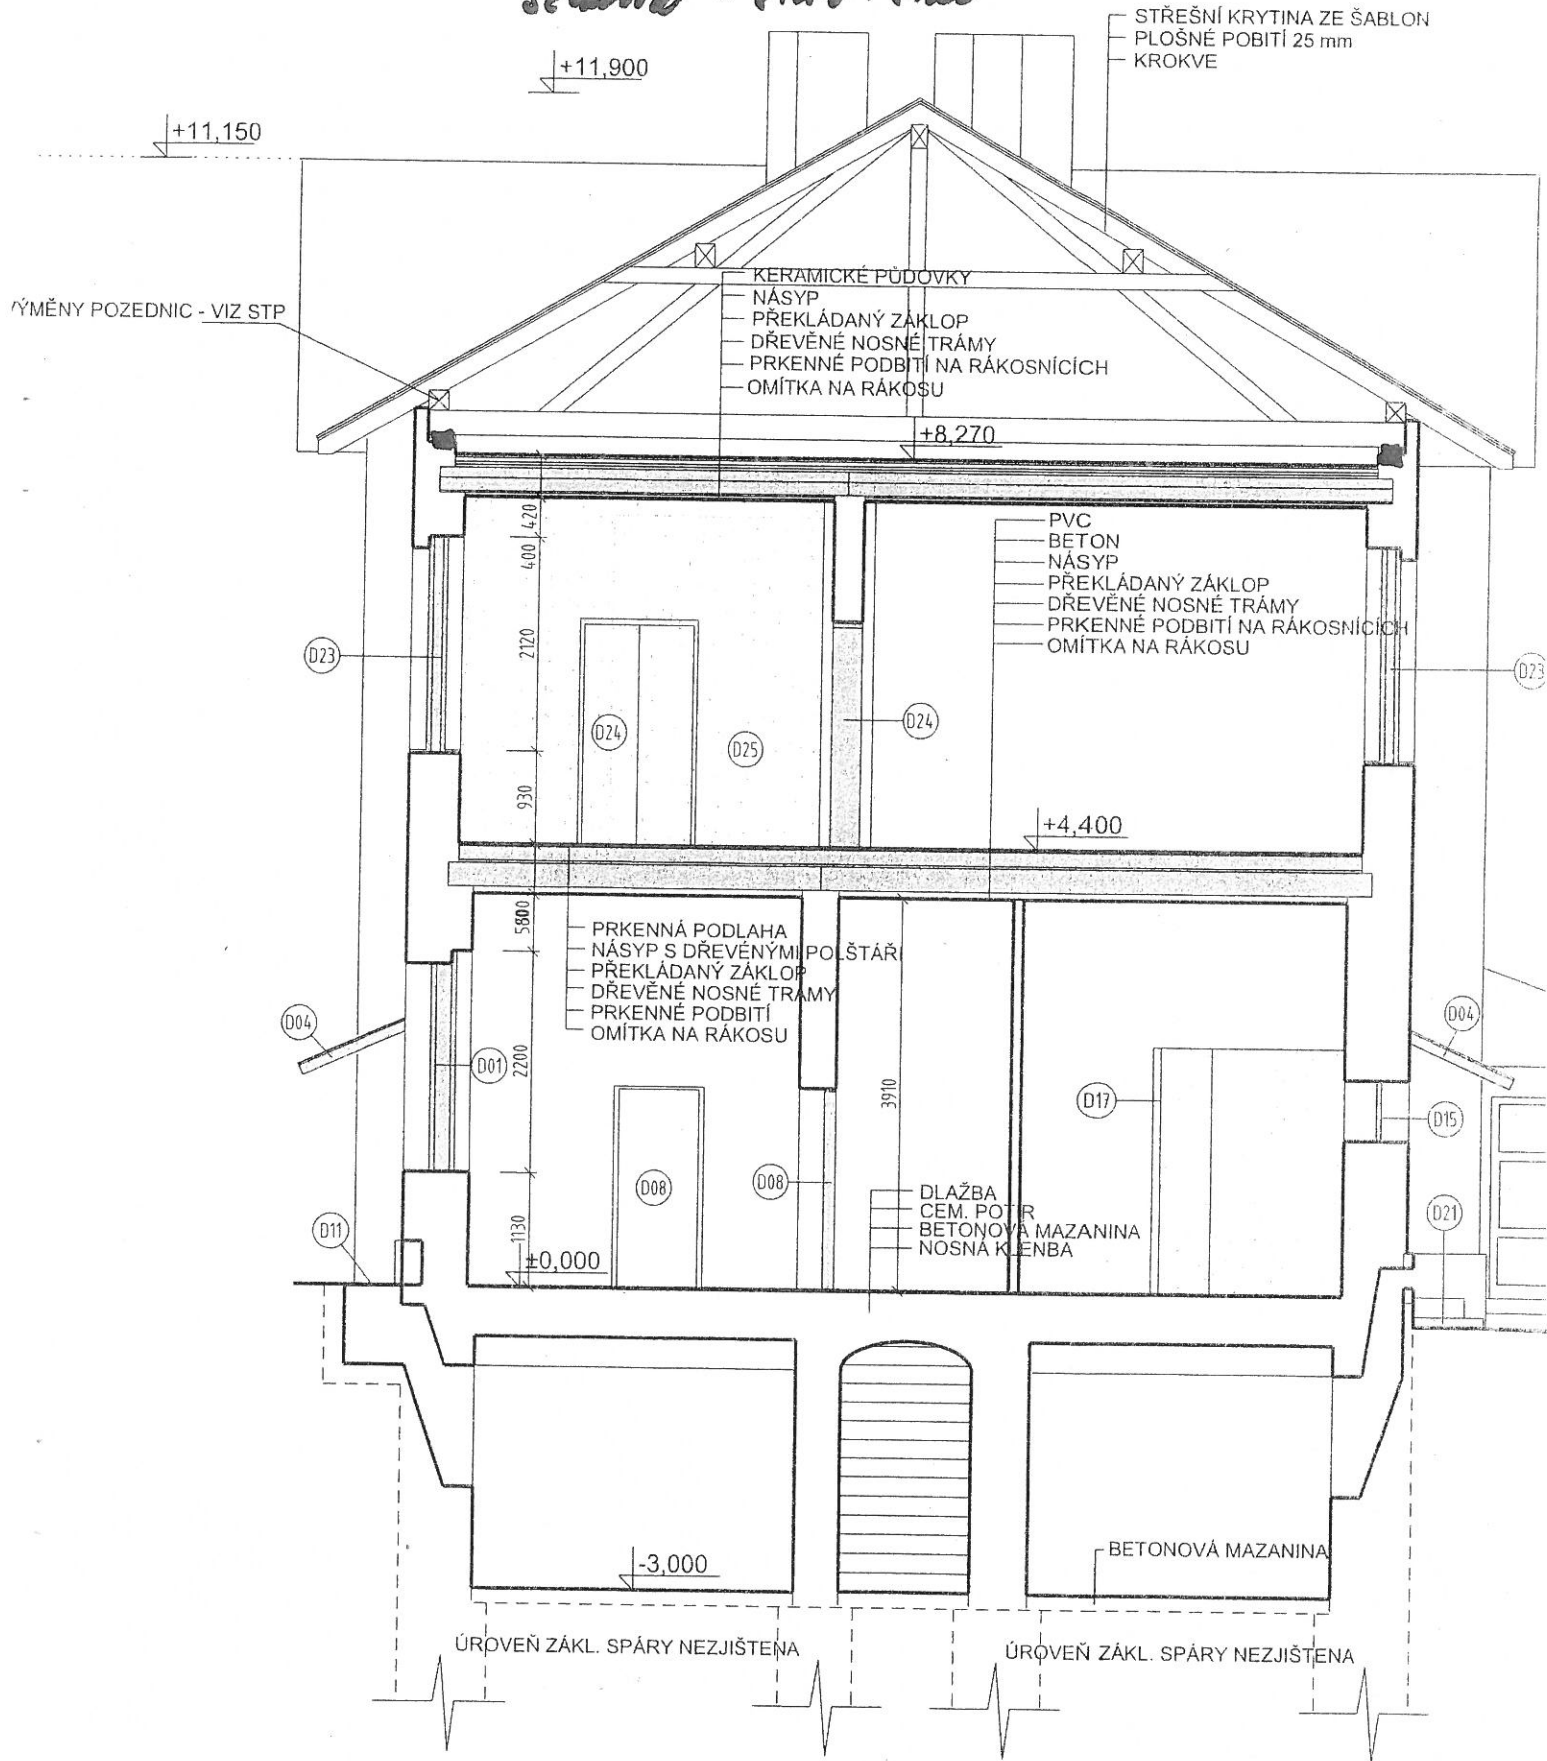 STŘEŠNÍ KRYTINA ZE ŠABLON
PLOŠNÉ POBITÍ 25 mm
KROKVE
+11,900
+11,150
KERAMICKÉ PŮDOVKY
NÁSYP
PŘEKLÁDANÝ ZÁKLOP
DŘEVĚNÉ NOSNÉ TRÁMY
PRKENNÉ PODBITÍ NA RÁKOSNÍCÍCH
OMÍTKA NA RÁKOSU
ÝMĚNY POZEDNIC - VIZ STP
+8,270
420
400
2120
930
PVC
BETON
NÁSYP
PŘEKLÁDANÝ ZÁKLOP
DŘEVĚNÉ NOSNÉ TRÁMY
PRKENNÉ PODBITÍ NA RÁKOSNÍCÍCH
OMÍTKA NA RÁKOSU
D23
D23
D24
D25
D24
+4,400
PRKENNÁ PODLAHA
NÁSYP S DŘEVĚNÝMI POLŠTÁŘI
PŘEKLÁDANÝ ZÁKLOP
DŘEVĚNÉ NOSNÉ TRÁMY
PRKENNÉ PODBITÍ
OMÍTKA NA RÁKOSU
D04
D01
2200
3910
D17
D04
D15
D08
D08
1130
DLAŽBA
CEM. POTĚR
BETONOVÁ MAZANINA
NOSNÁ KLENBA
D11
D21
±0,000
-3,000
BETONOVÁ MAZANINA
ÚROVEŇ ZÁKL. SPÁRY NEZJIŠTENA
ÚROVEŇ ZÁKL. SPÁRY NEZJIŠTENA